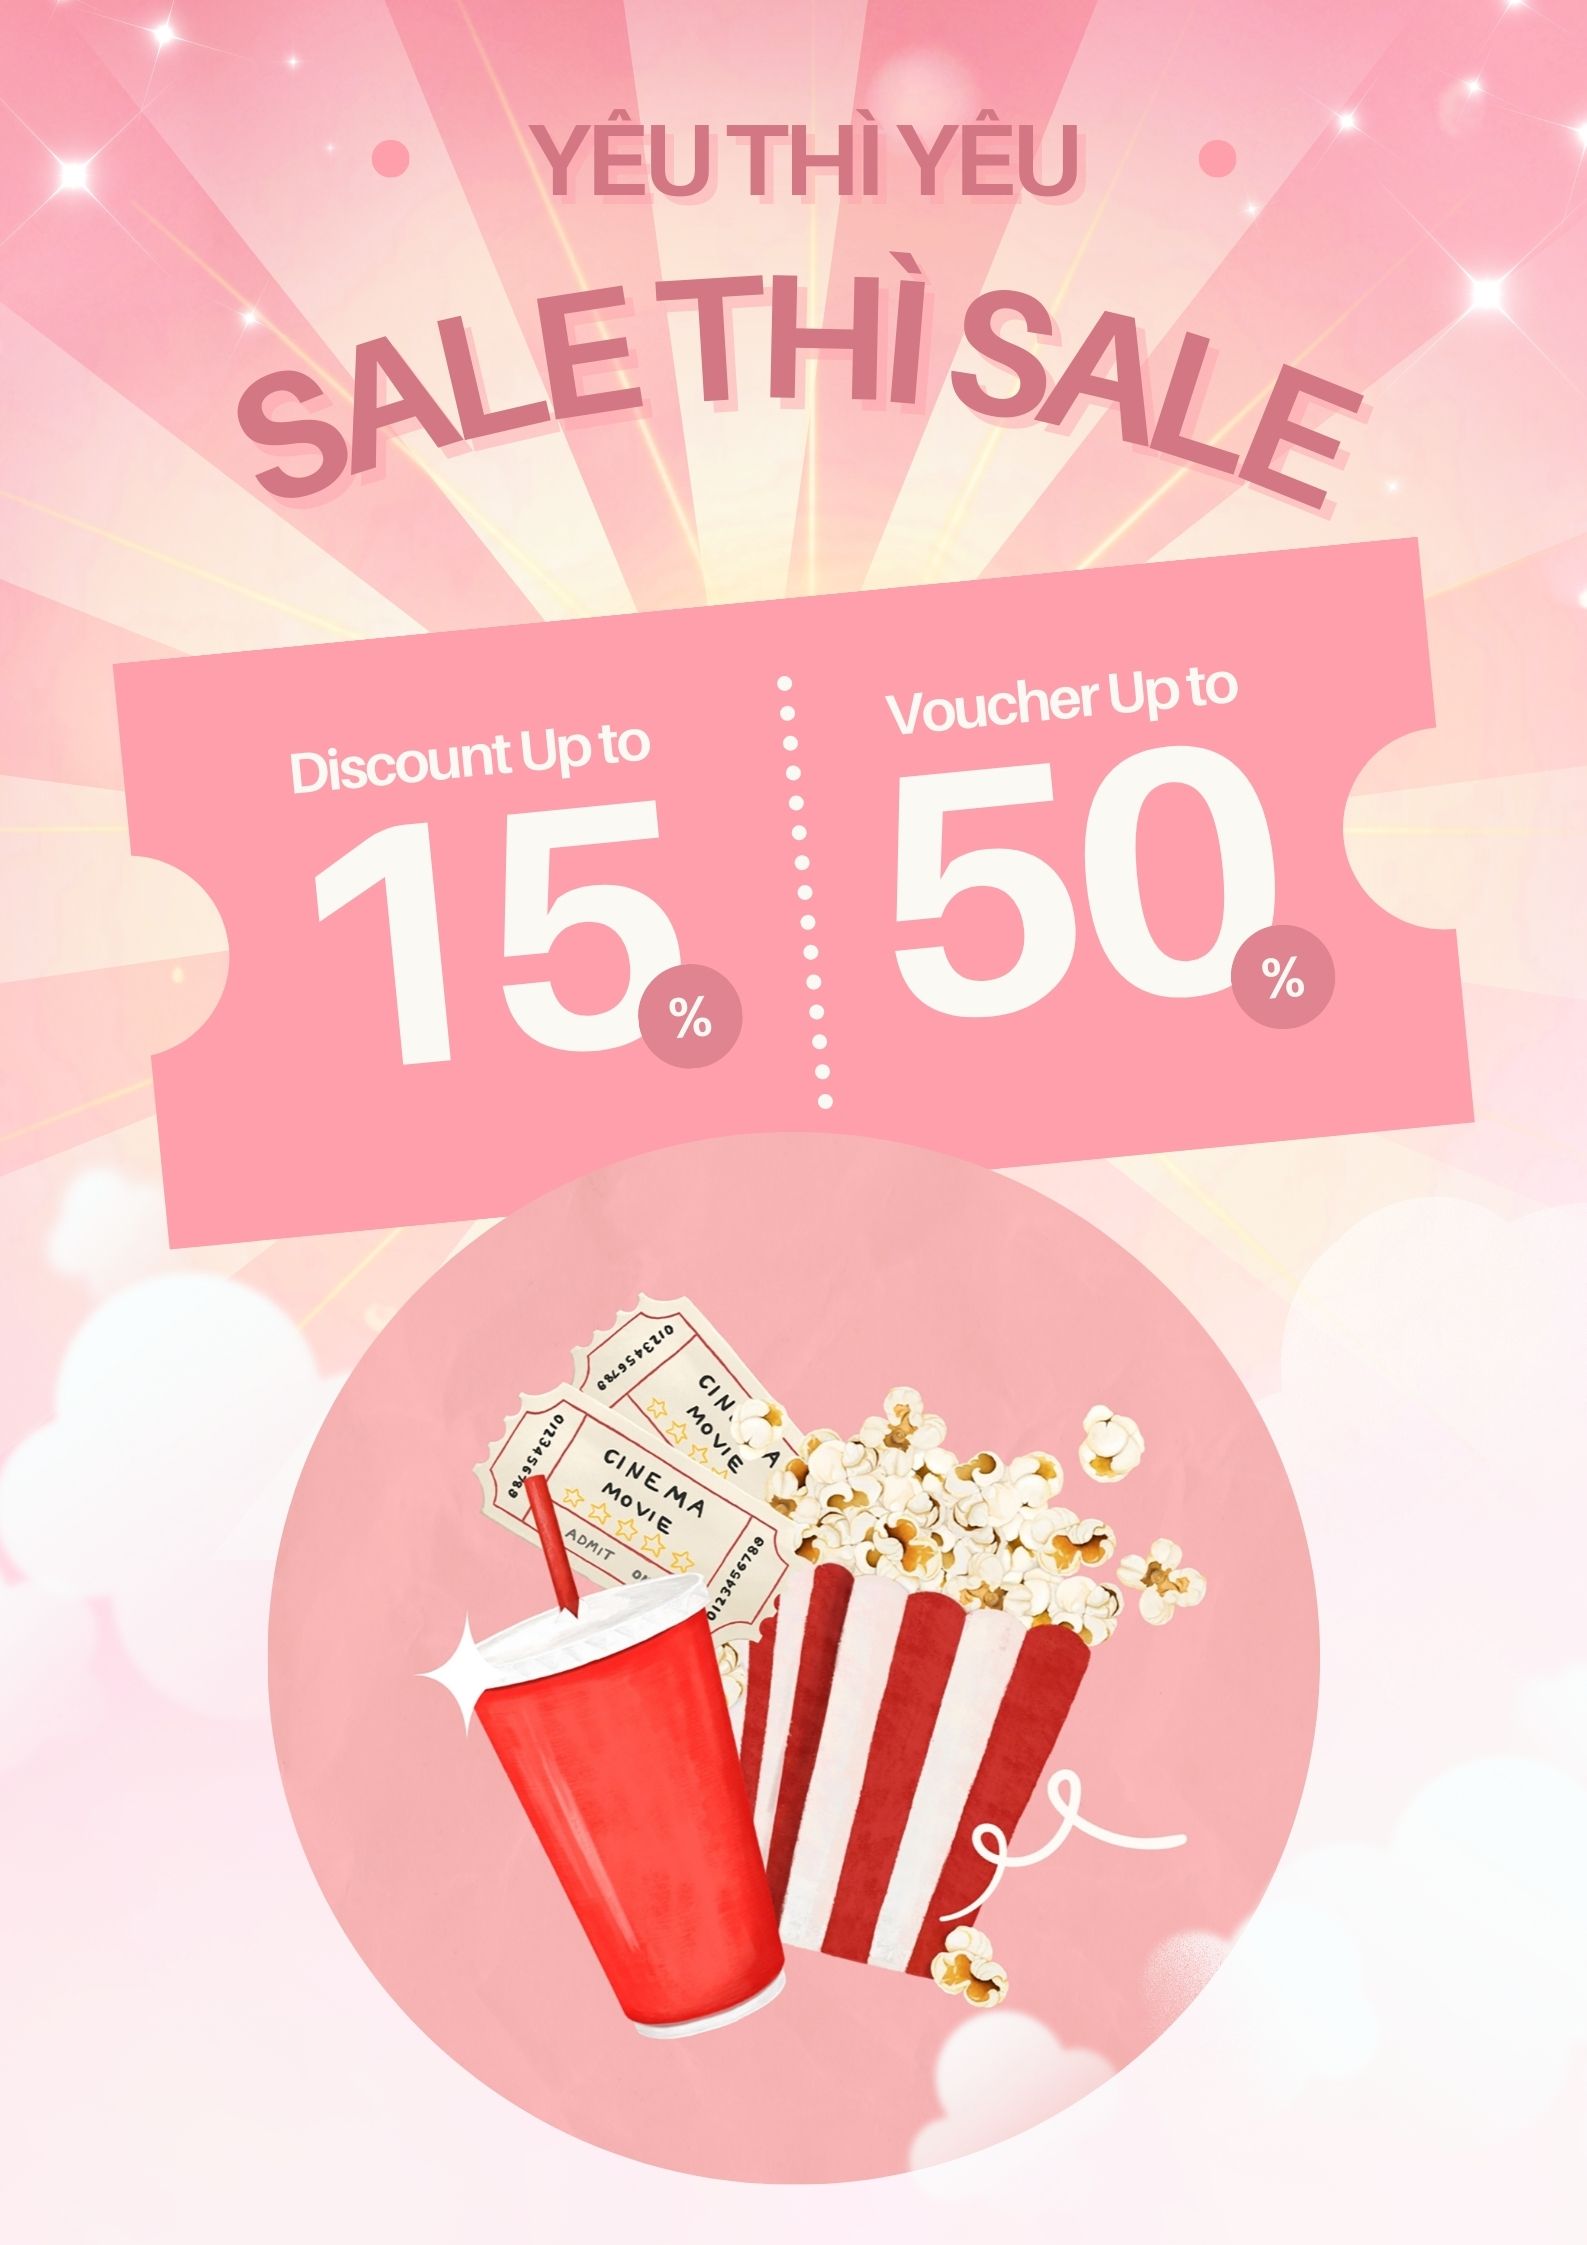 YÊU THÌ YÊU
SALE THÌ SALE
Discount Up to
15%
Voucher Up to
50%
0123456789
MOVIE
0123456789
CINEMA
MOVIE
ADMIT
0123456789